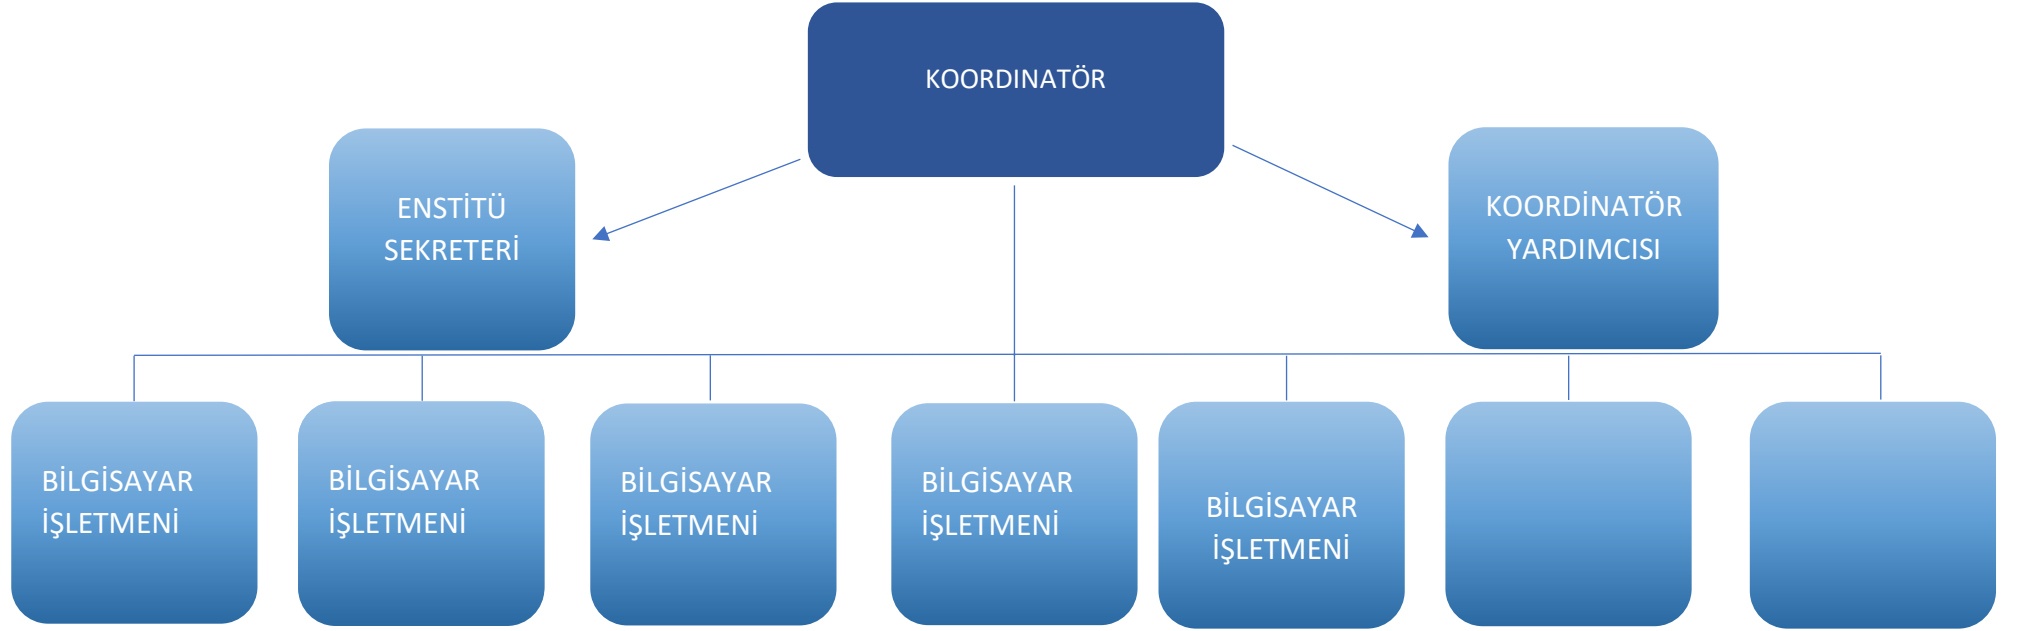 KOORDINATÖR
ENSTİTÜ
SEKRETERİ
KOORDİNATÖR
YARDIMCISI
BİLGİSAYAR
İŞLETMENİ
BİLGİSAYAR
İŞLETMENİ
BİLGİSAYAR
İŞLETMENİ
BİLGİSAYAR
İŞLETMENİ
BİLGİSAYAR
İŞLETMENİ